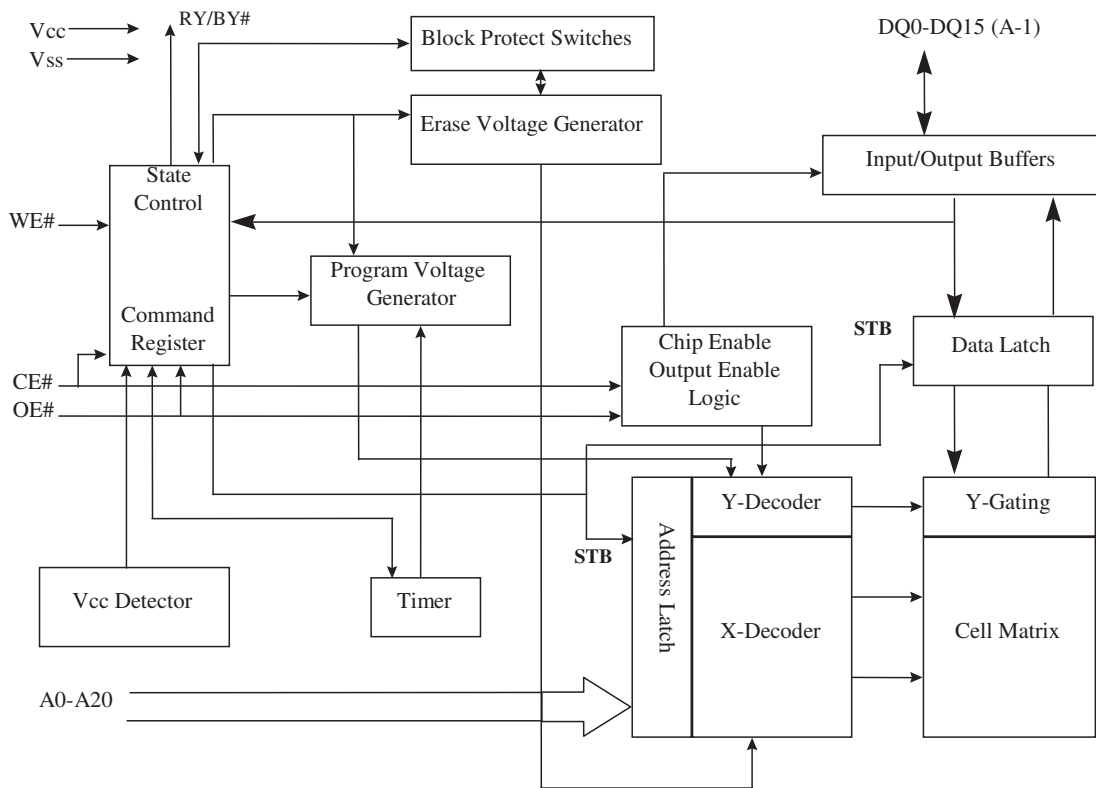 Vcc
Vss
RY/BY#
Block Protect Switches
DQ0-DQ15 (A-1)
Erase Voltage Generator
Input/Output Buffers
State
Control
WE#
Program Voltage
Generator
Command
Register
STB
Chip Enable
Output Enable
Logic
Data Latch
CE#
OE#
Address Latch
Y-Decoder
Y-Gating
STB
Vcc Detector
Timer
X-Decoder
Cell Matrix
A0-A20